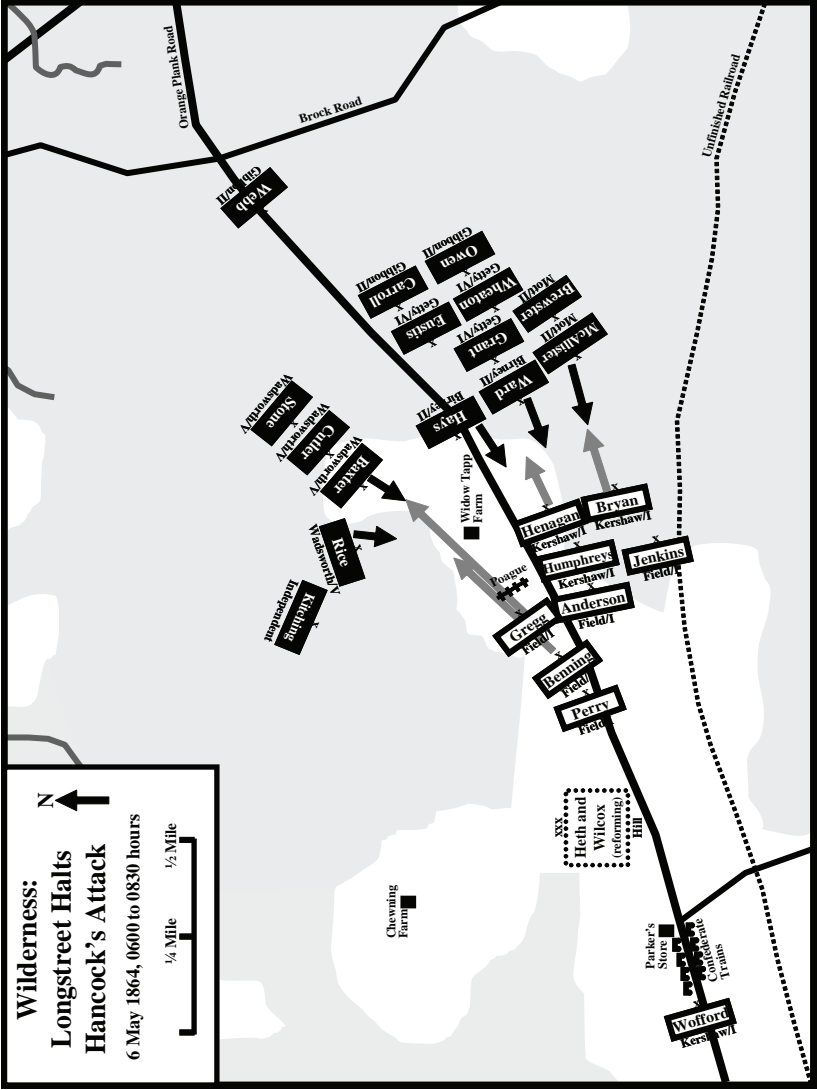 Wilderness:
Longstreet Halts
Hancock's Attack
6 May 1864, 0600 to 0830 hours
N
¼ Mile
½ Mile
Orange Plank Road
Brock Road
Unfinished Railroad
Webb
Gibbon/II
Owen
Gibbon/II
Carroll
Gibbon/II
Wheaton
Getty/VI
Eustis
Getty/VI
Grant
Getty/VI
Brewster
Mott/II
McAllister
Mott/II
Ward
Birney/II
Hays
Birney/II
Stone
Wadsworth/V
Cutler
Wadsworth/V
Baxter
Wadsworth/V
Rice
Wadsworth/V
Kitching
Independent
Widow Tapp
Farm
Poague
Henagan
Kershaw/I
Bryan
Kershaw/I
Humphreys
Kershaw/I
Jenkins
Field/I
Anderson
Field/I
Gregg
Field/I
Benning
Field/I
Perry
Field/I
XXX
Heth and
Wilcox
(reforming)
Hill
Chewning
Farm
Parker's
Store
Confederate
Trains
Wofford
Kershaw/I